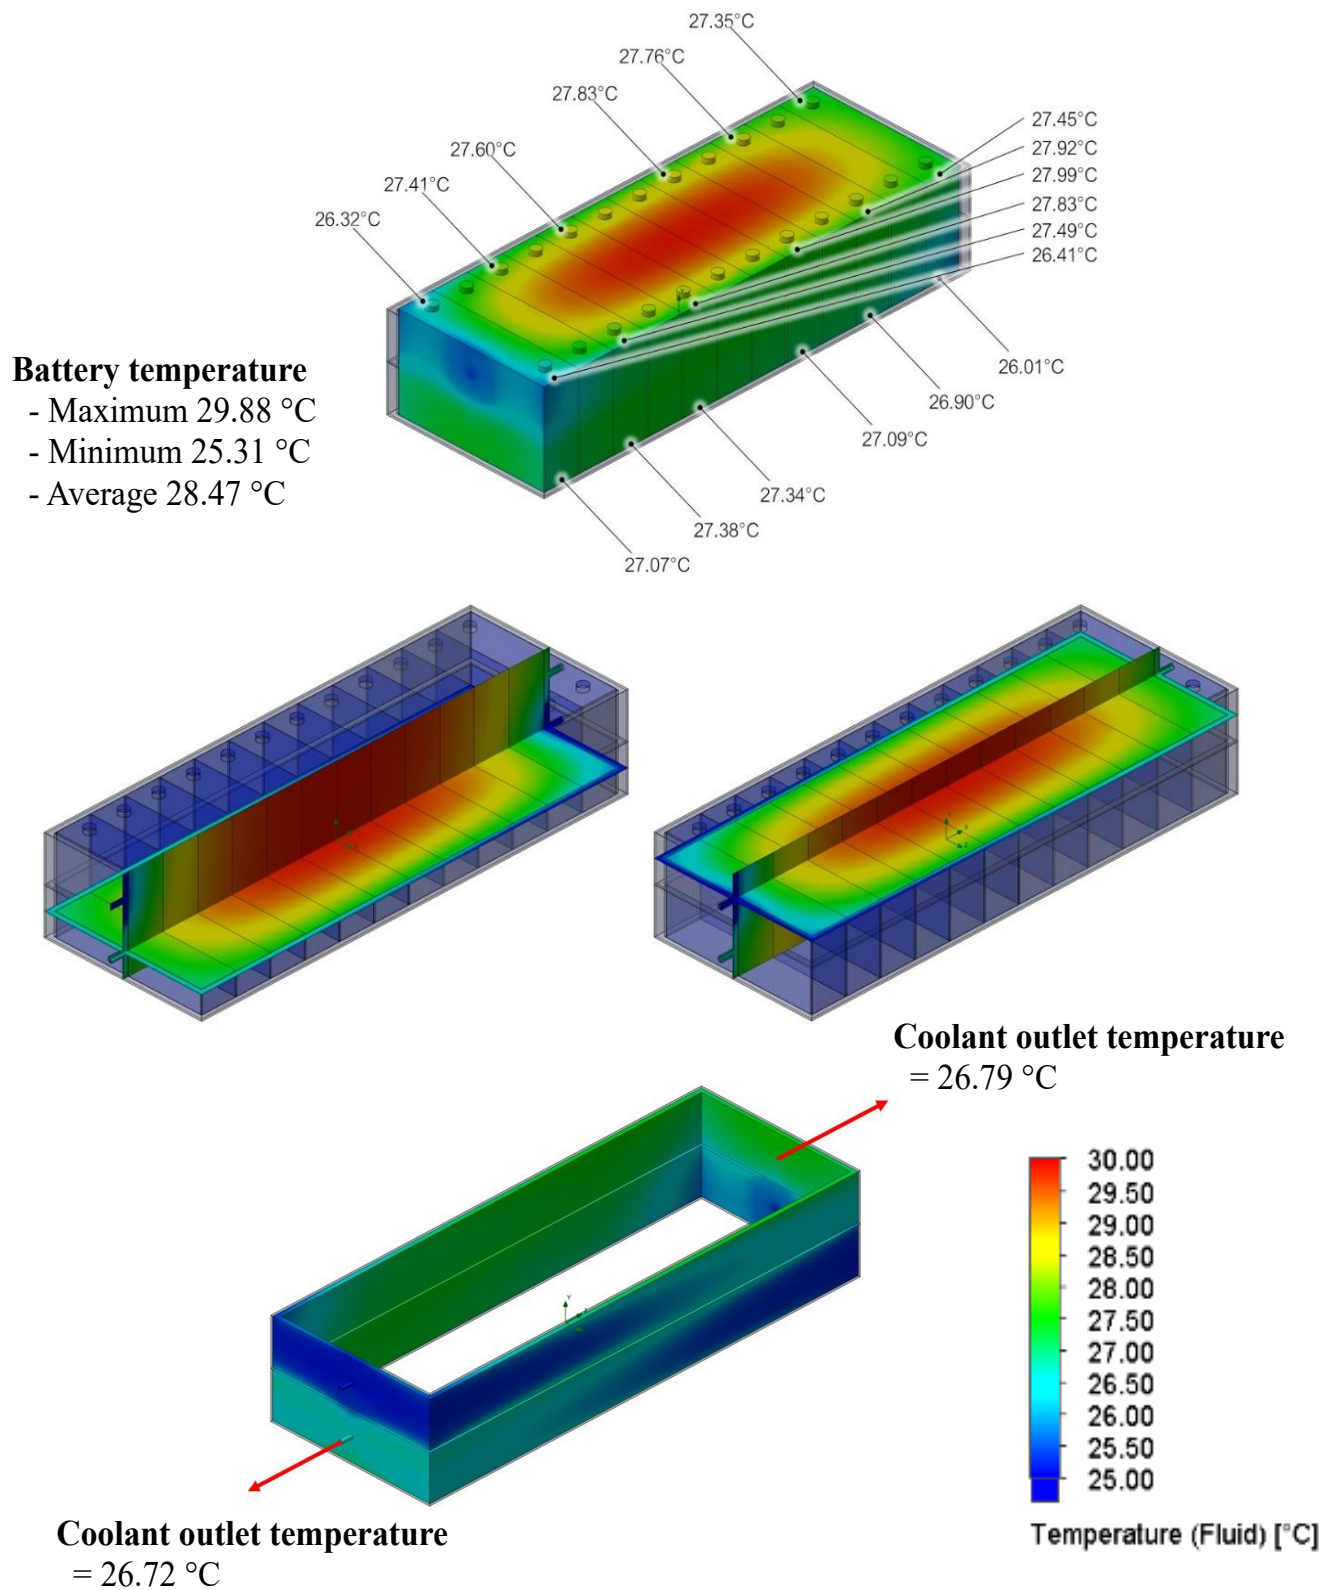 27.35°C
27.76°C
27.83°C
27.60°C
27.41°C
26.32°C
27.45°C
27.92°C
27.99°C
27.83°C
27.49°C
26.41°C
26.01°C
26.90°C
27.09°C
27.34°C
27.38°C
27.07°C
Battery temperature
- Maximum 29.88 °C
- Minimum 25.31 °C
- Average 28.47 °C
Coolant outlet temperature
= 26.79 °C
30.00
29.50
29.00
28.50
28.00
27.50
27.00
26.50
26.00
25.50
25.00
Temperature (Fluid) [°C]
Coolant outlet temperature
= 26.72 °C